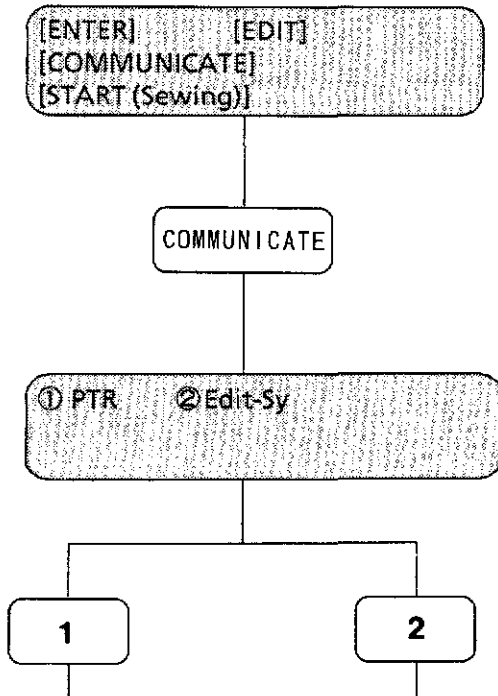 [ENTER] [EDIT]
[COMMUNICATE]
[START (Sewing)]
COMMUNICATE
① PTR ② Edit-Sy
1 2